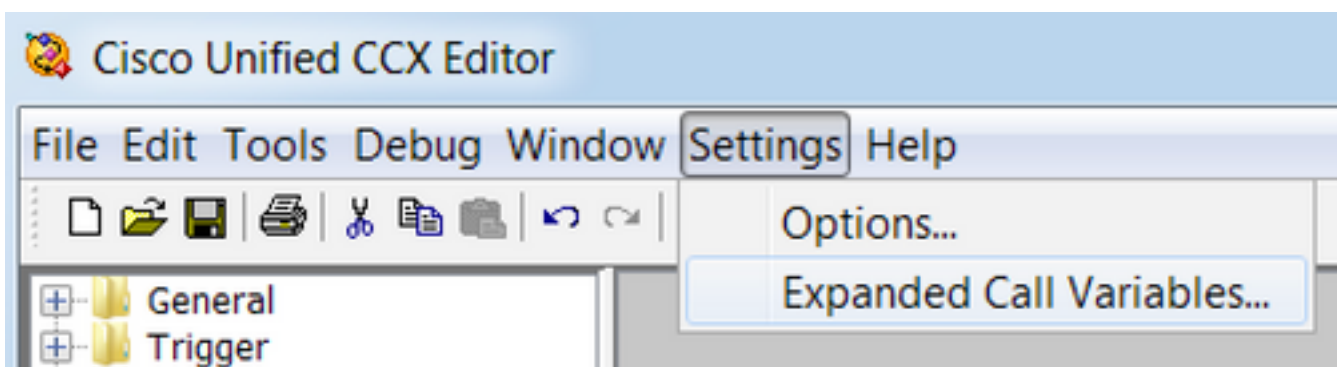 Cisco Unified CCX Editor
File Edit Tools Debug Window Settings Help
Options...
Expanded Call Variables...
General
Trigger